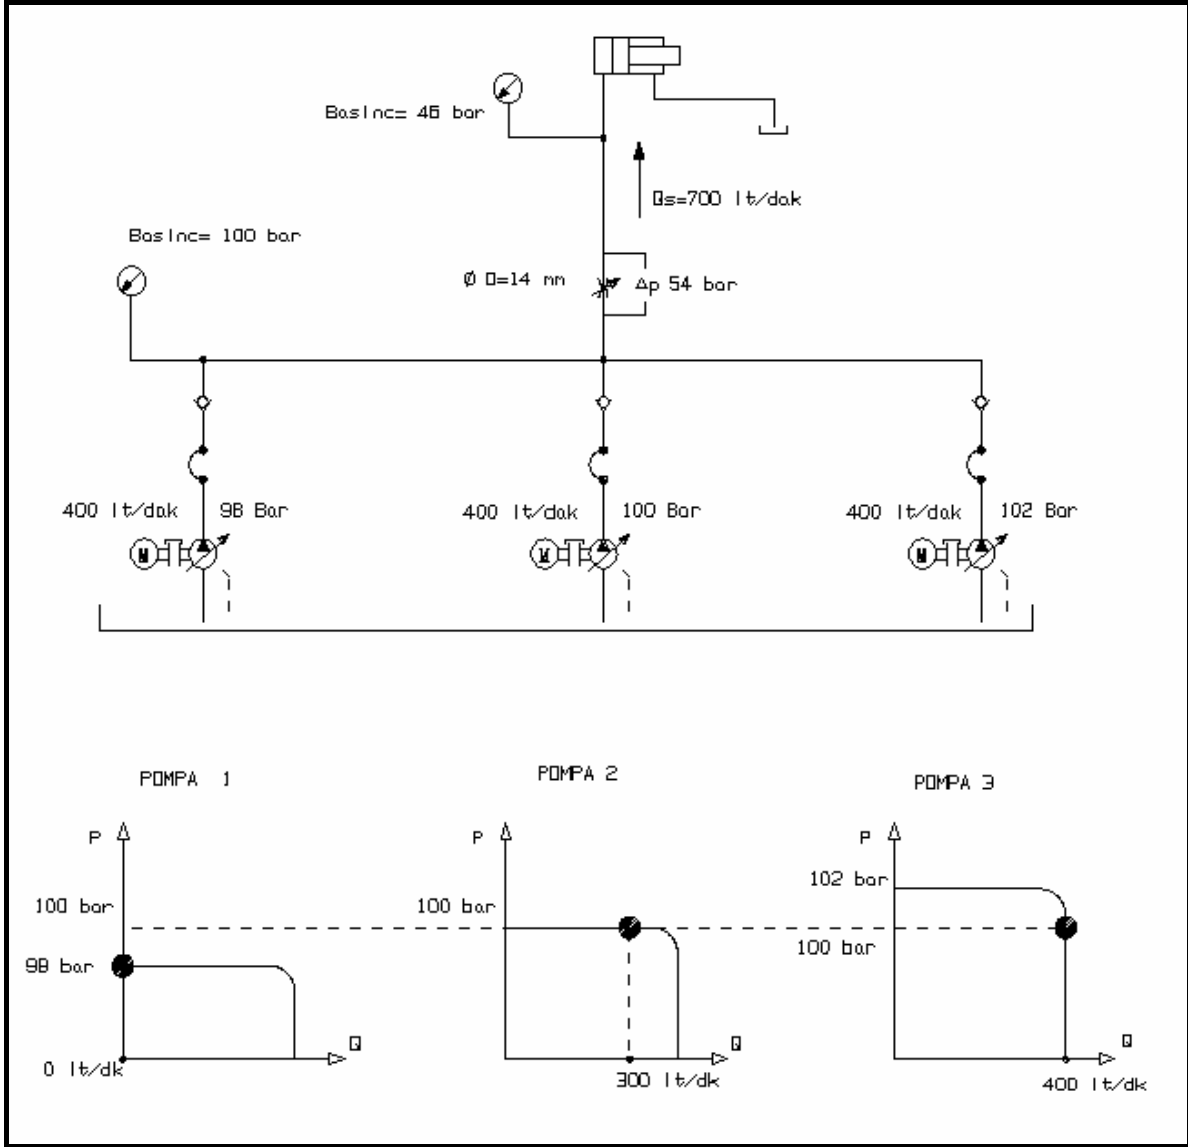 Basınc= 46 bar
Qs=700 lt/dak
Basınc= 100 bar
Ø D=14 mm
Δp 54 bar
400 lt/dak 98 Bar
400 lt/dak 100 Bar
400 lt/dak 102 Bar
M
M
M
POMPA 1
POMPA 2
POMPA 3
P
P
P
102 bar
100 bar
100 bar
100 bar
98 bar
Q
Q
Q
0 lt/dk
300 lt/dk
400 lt/dk